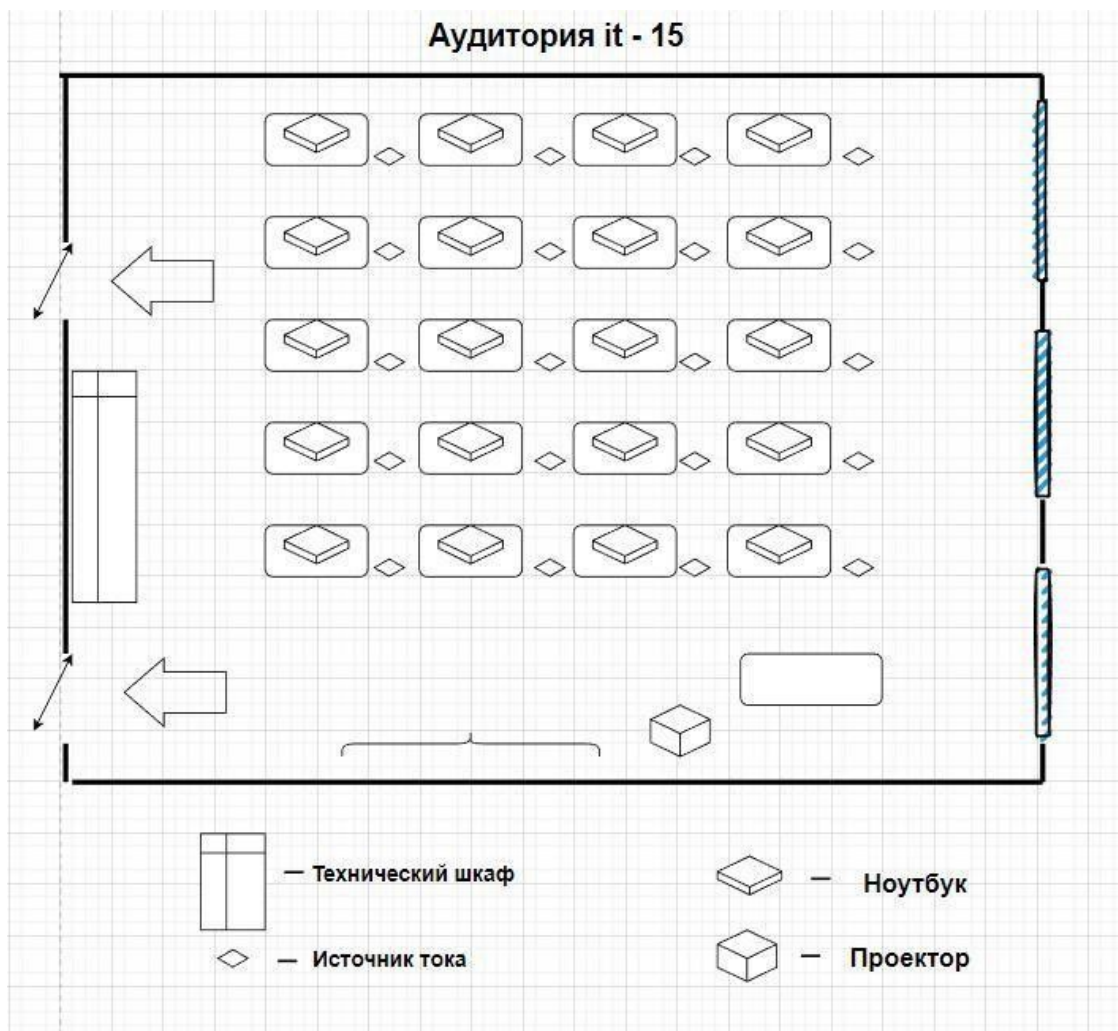 Аудитория it - 15
— Технический шкаф
— Источник тока
— Ноутбук
— Проектор